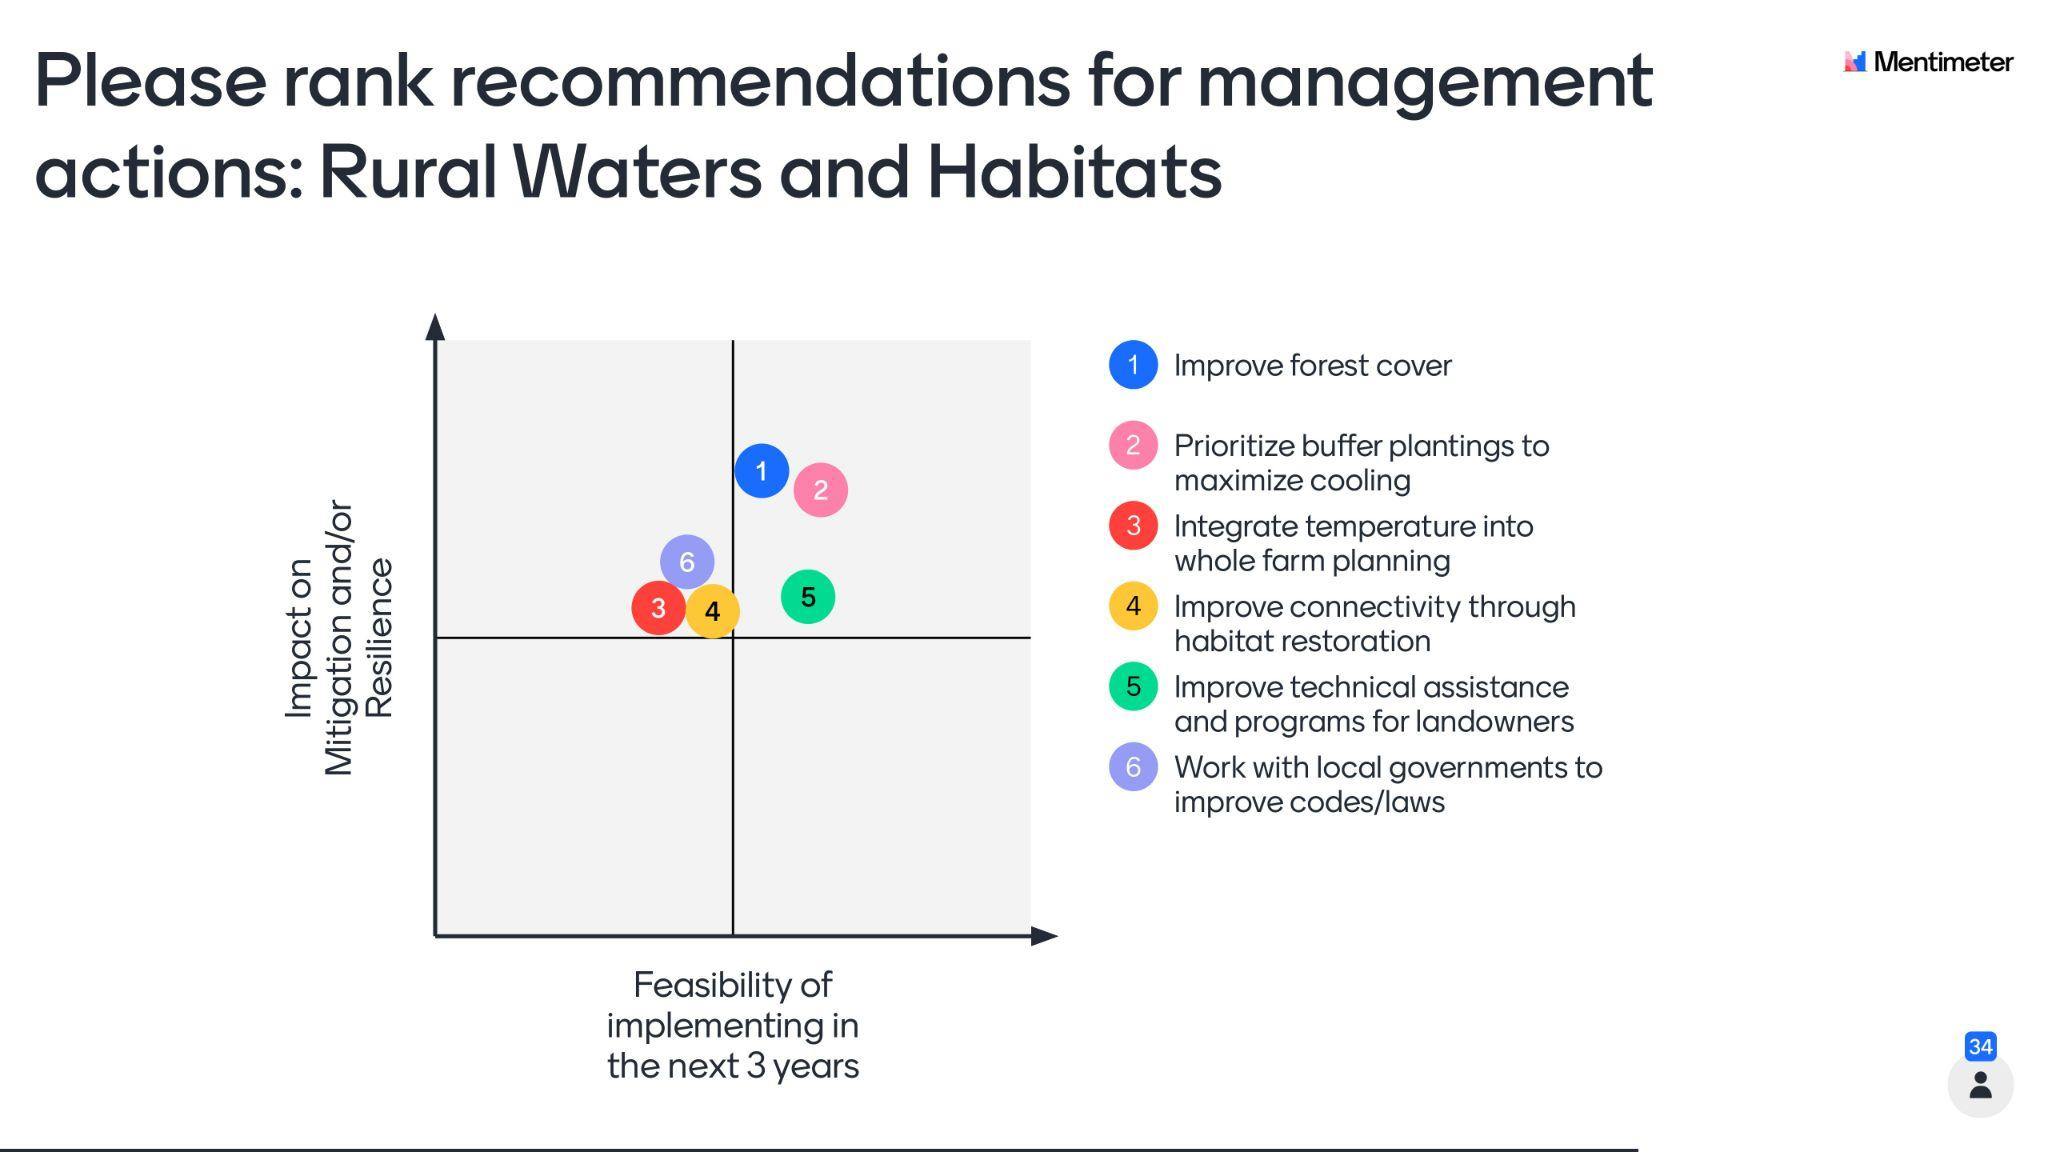 Please rank recommendations for management
actions: Rural Waters and Habitats
Mentimeter
Impact on
Mitigation and/or
Resilience
1
2
6
3
4
5
Feasibility of
implementing in
the next 3 years
1 Improve forest cover
2 Prioritize buffer plantings to
maximize cooling
3 Integrate temperature into
whole farm planning
4 Improve connectivity through
habitat restoration
5 Improve technical assistance
and programs for landowners
6 Work with local governments to
improve codes/laws
34